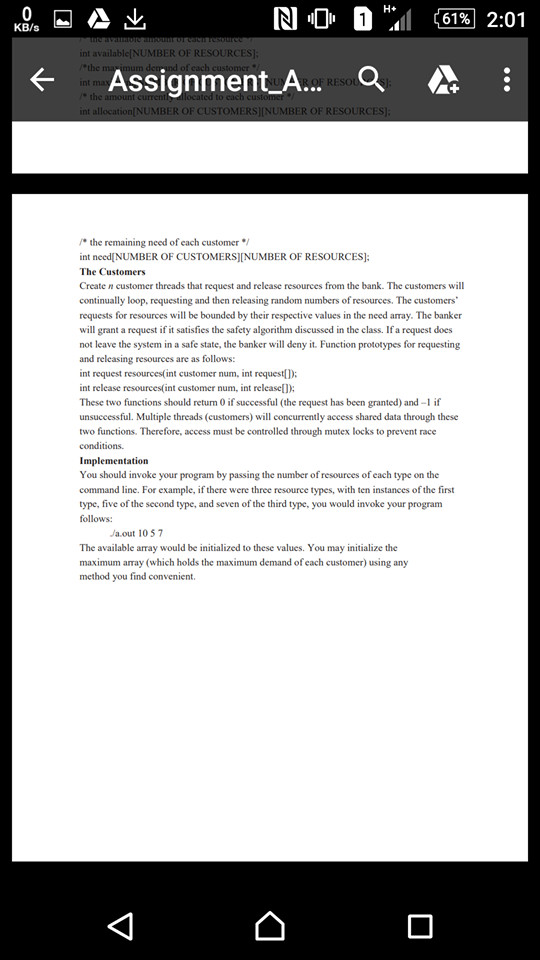 0
KB/s
H+
1
61%
2:01
/* the available amount of each resource */
int available[NUMBER OF RESOURCES];
/*the maximum demand of each customer */
Assignment_A...
OF RESOURCES];
/* the amount currently allocated to each customer */
int allocation[NUMBER OF CUSTOMERS][NUMBER OF RESOURCES];
/* the remaining need of each customer */
int need[NUMBER OF CUSTOMERS][NUMBER OF RESOURCES];
The Customers
Create n customer threads that request and release resources from the bank. The customers will
continually loop, requesting and then releasing random numbers of resources. The customers’
requests for resources will be bounded by their respective values in the need array. The banker
will grant a request if it satisfies the safety algorithm discussed in the class. If a request does
not leave the system in a safe state, the banker will deny it. Function prototypes for requesting
and releasing resources are as follows:
int request resources(int customer num, int request[]);
int release resources(int customer num, int release[]);
These two functions should return 0 if successful (the request has been granted) and –1 if
unsuccessful. Multiple threads (customers) will concurrently access shared data through these
two functions. Therefore, access must be controlled through mutex locks to prevent race
conditions.
Implementation
You should invoke your program by passing the number of resources of each type on the
command line. For example, if there were three resource types, with ten instances of the first
type, five of the second type, and seven of the third type, you would invoke your program
follows:
./a.out 10 5 7
The available array would be initialized to these values. You may initialize the
maximum array (which holds the maximum demand of each customer) using any
method you find convenient.